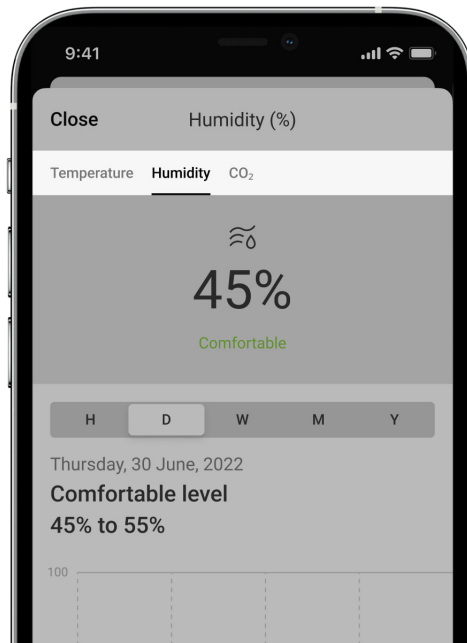 9:41
Close Humidity (%)
Temperature Humidity CO₂
45%
Comfortable
H D W M Y
Thursday, 30 June, 2022
Comfortable level
45% to 55%
100